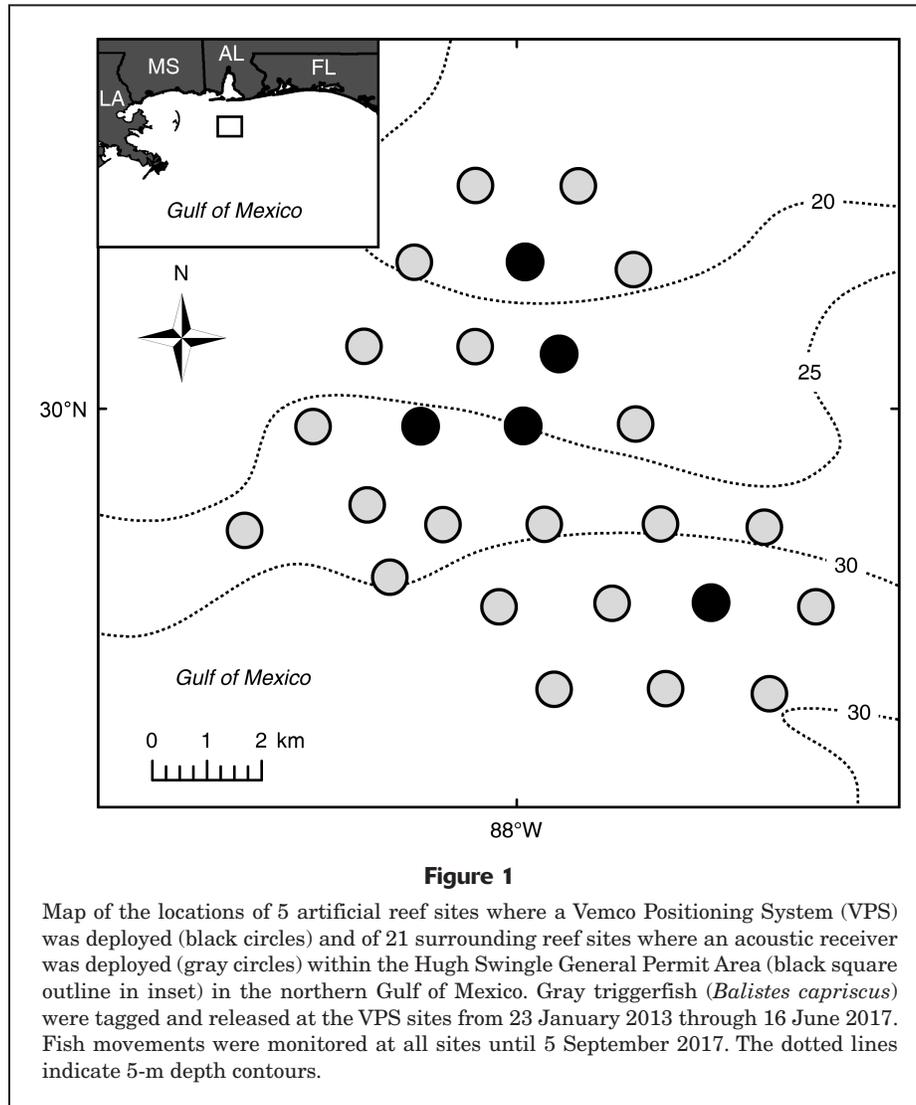 MS
AL
FL
LA
Gulf of Mexico
20
N
25
30°N
30
Gulf of Mexico
30
0 1 2 km
88°W
Figure 1
Map of the locations of 5 artificial reef sites where a Vemco Positioning System (VPS)
was deployed (black circles) and of 21 surrounding reef sites where an acoustic receiver
was deployed (gray circles) within the Hugh Swingle General Permit Area (black square
outline in inset) in the northern Gulf of Mexico. Gray triggerfish (Balistes capriscus)
were tagged and released at the VPS sites from 23 January 2013 through 16 June 2017.
Fish movements were monitored at all sites until 5 September 2017. The dotted lines
indicate 5-m depth contours.